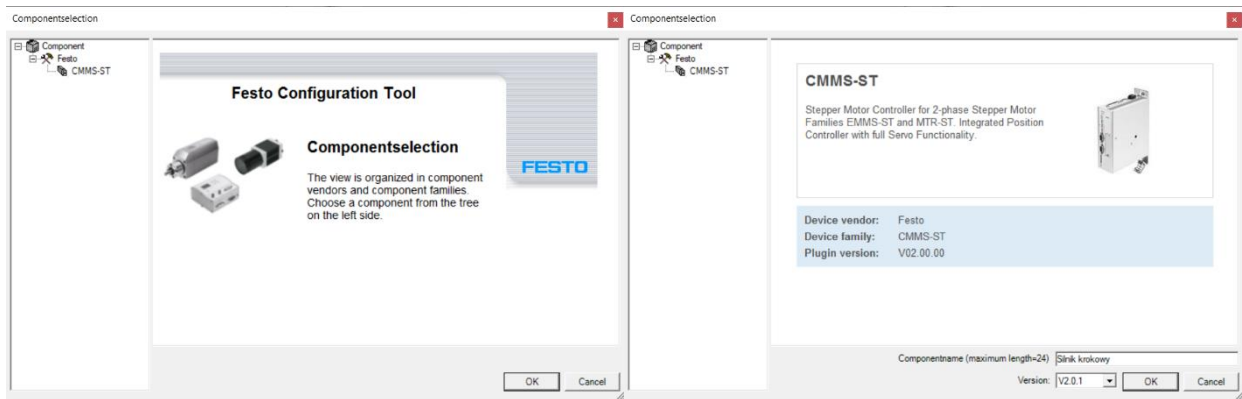 Componentselection
Component
Festo
CMMS-ST
Festo Configuration Tool
Componentselection
The view is organized in component
vendors and component families.
Choose a component from the tree
on the left side.
FESTO
OK Cancel
Componentselection
Component
Festo
CMMS-ST
CMMS-ST
Stepper Motor Controller for 2-phase Stepper Motor
Families EMMS-ST and MTR-ST. Integrated Position
Controller with full Servo Functionality.
Device vendor: Festo
Device family: CMMS-ST
Plugin version: V02.00.00
Componentname (maximum length=24) Silnik krokowy
Version: V2.0.1 OK Cancel